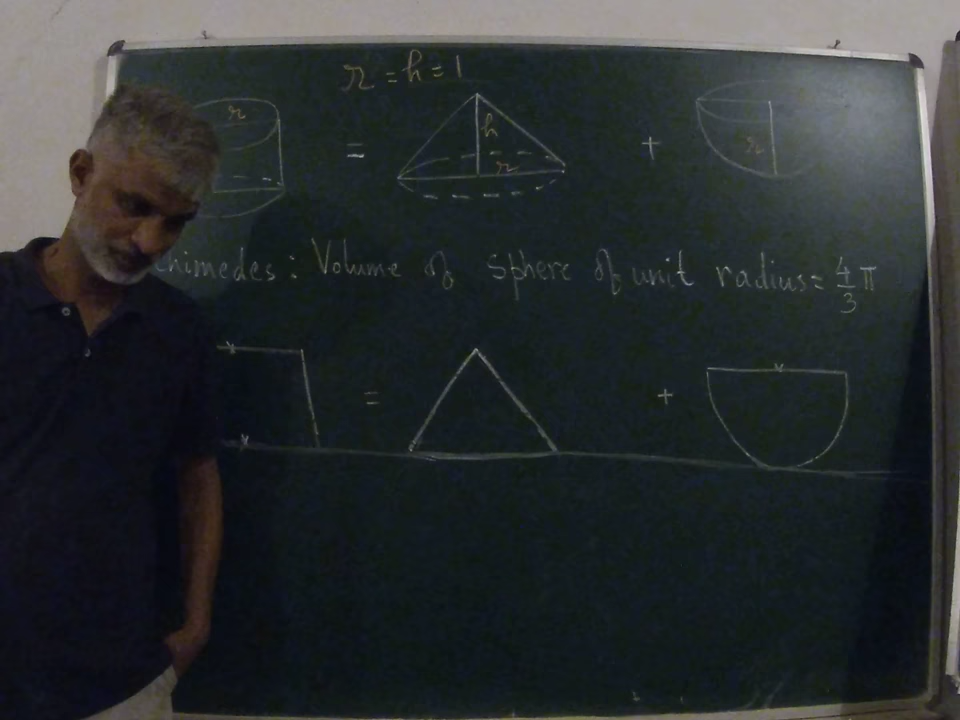 r = h = 1
r
=
h
r
+
r
chimedes: Volume of Sphere of unit radius = 4/3 π
=
+